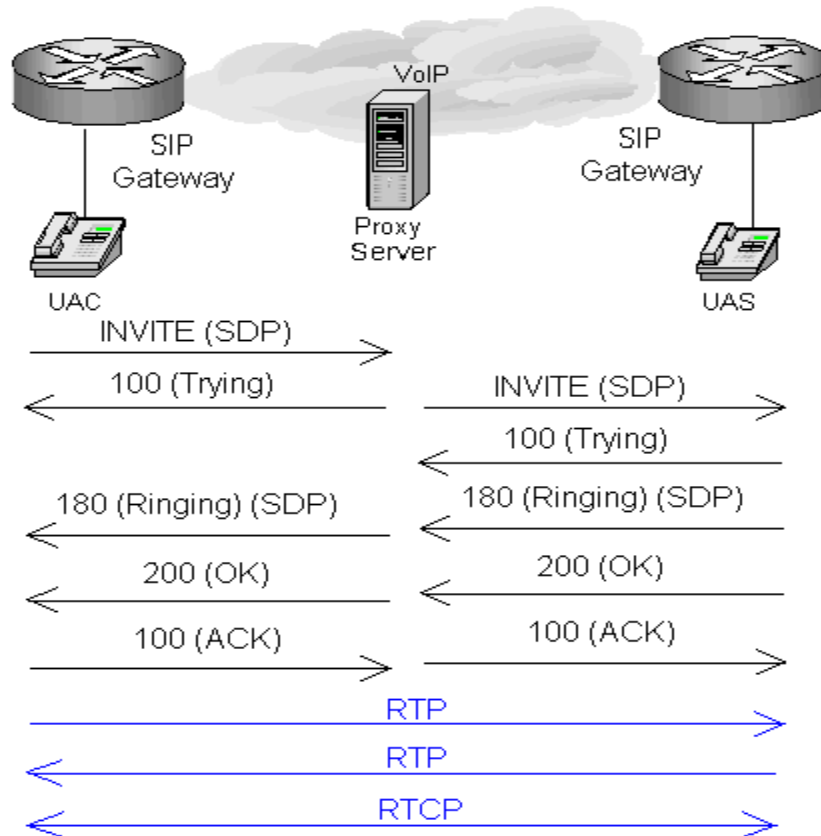 VoIP
SIP
Gateway
SIP
Gateway
Proxy
Server
UAC
UAS
INVITE (SDP)
100 (Trying)
INVITE (SDP)
100 (Trying)
180 (Ringing) (SDP)
180 (Ringing) (SDP)
200 (OK)
200 (OK)
100 (ACK)
100 (ACK)
RTP
RTP
RTCP